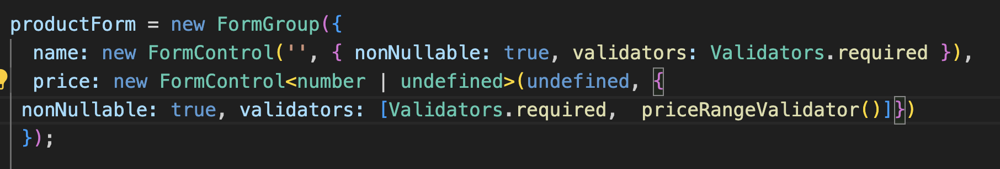 productForm = new FormGroup({
name: new FormControl('', { nonNullable: true, validators: Validators.required }),
price: new FormControl<number | undefined>(undefined, {
nonNullable: true, validators: [Validators.required,  priceRangeValidator()]})
});